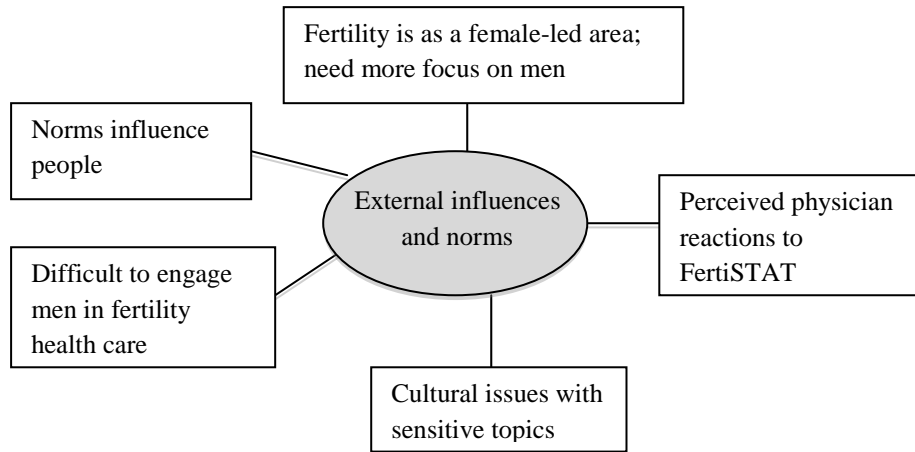 Fertility is as a female-led area;
need more focus on men
Norms influence
people
External influences
and norms
Perceived physician
reactions to
FertiSTAT
Difficult to engage
men in fertility
health care
Cultural issues with
sensitive topics